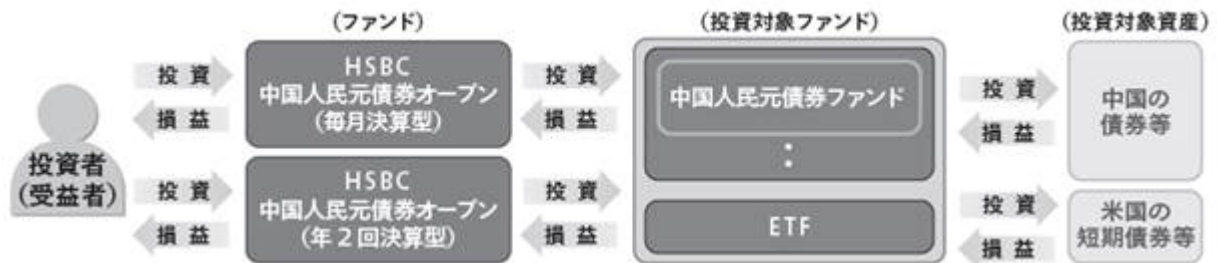 (ファンド)
(投資対象ファンド)
(投資対象資産)
投資者
(受益者)
投 資
損 益
HSBC
中国人民元債券オープン
(毎月決算型)
投 資
損 益
投 資
損 益
HSBC
中国人民元債券オープン
(年2回決算型)
投 資
損 益
中国人民元債券ファンド
:
ETF
投 資
損 益
中国の
債券等
投 資
損 益
米国の
短期債券等